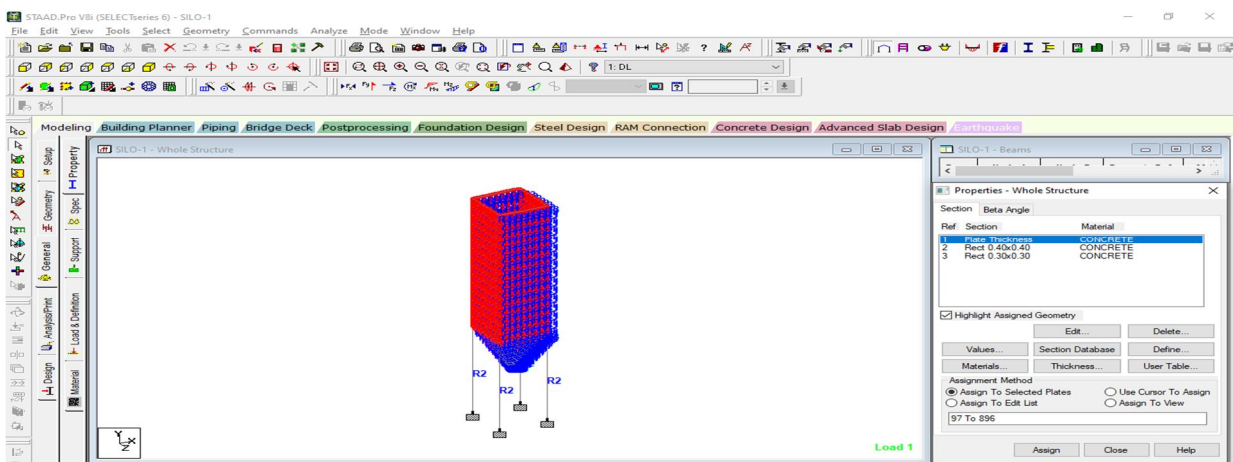 STAAD.Pro V8i (SELECTseries 6) - SILO-1
File Edit View Tools Select Geometry Commands Analyze Mode Window Help
1: DL
Modeling Building Planner Piping Bridge Deck Postprocessing Foundation Design Steel Design RAM Connection Concrete Design Advanced Slab Design Earthquake
Setup
Geometry
General
Analysis/Print
Design
Property
Spec
Support
Load & Definition
Material
SILO-1 - Whole Structure
R2
R2
R2
Y
X
Z
Load 1
SILO-1 - Beams
Properties - Whole Structure
Section Beta Angle
Ref Section Material
1 Plate Thickness CONCRETE
2 Rect 0.40x0.40 CONCRETE
3 Rect 0.30x0.30 CONCRETE
Highlight Assigned Geometry
Edit... Delete...
Values... Section Database Define...
Materials... Thickness... User Table...
Assignment Method
Assign To Selected Plates Use Cursor To Assign
Assign To Edit List Assign To View
97 To 896
Assign Close Help